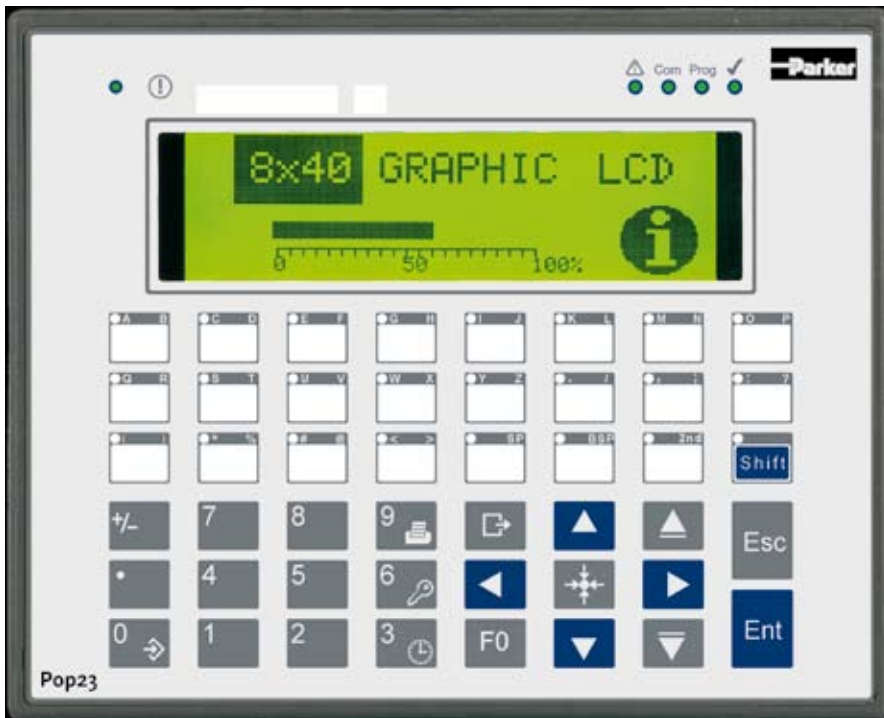 Com Prog
Parker
8x40 GRAPHIC LCD
0 50 100%
A B C D E F G H I J K L M N O P
Q R S T U V W X Y Z . / , ; : ?
( ) * % # @ < > SP BSP 2nd
Shift
+/- 7 8 9
Esc
. 4 5 6
0 1 2 3 F0
Ent
Pop23